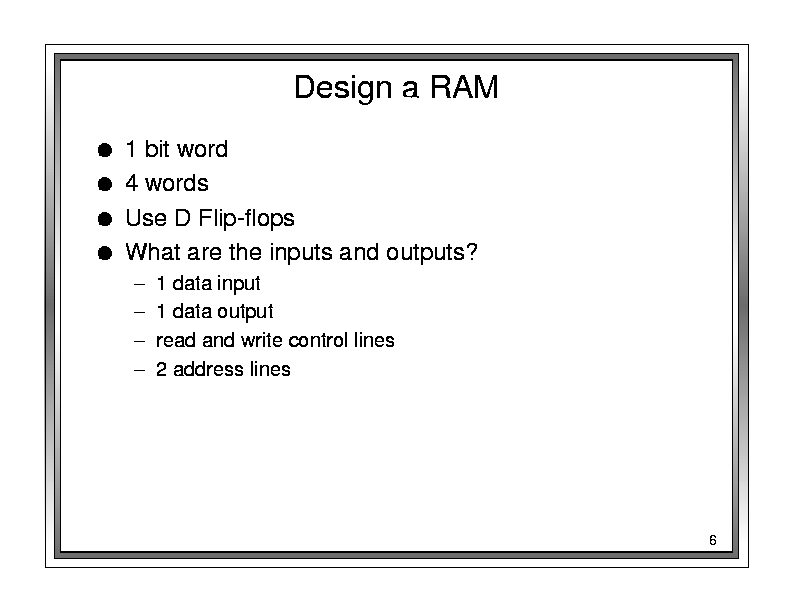 Design a RAM
● 1 bit word
● 4 words
● Use D Flip-flops
● What are the inputs and outputs?
– 1 data input
– 1 data output
– read and write control lines
– 2 address lines
6